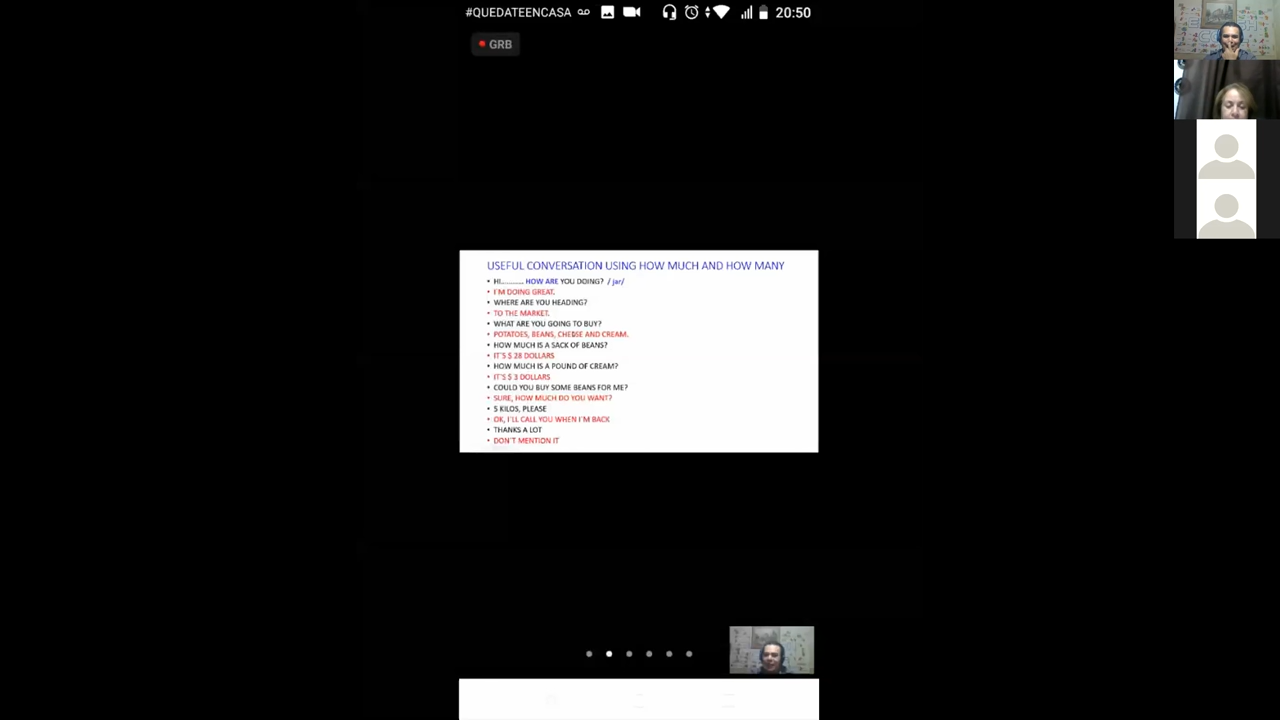 #QUEDATEENCASA
20:50
GRB
USEFUL CONVERSATION USING HOW MUCH AND HOW MANY
• HI.......... HOW ARE YOU DOING? / jar/
• I´M DOING GREAT.
• WHERE ARE YOU HEADING?
• TO THE MARKET.
• WHAT ARE YOU GOING TO BUY?
• POTATOES, BEANS, CHEESE AND CREAM.
• HOW MUCH IS A SACK OF BEANS?
• IT´S $ 28 DOLLARS
• HOW MUCH IS A POUND OF CREAM?
• IT´S $ 3 DOLLARS
• COULD YOU BUY SOME BEANS FOR ME?
• SURE, HOW MUCH DO YOU WANT?
• 5 KILOS, PLEASE
• OK, I´LL CALL YOU WHEN I´M BACK
• THANKS A LOT
• DON´T MENTION IT